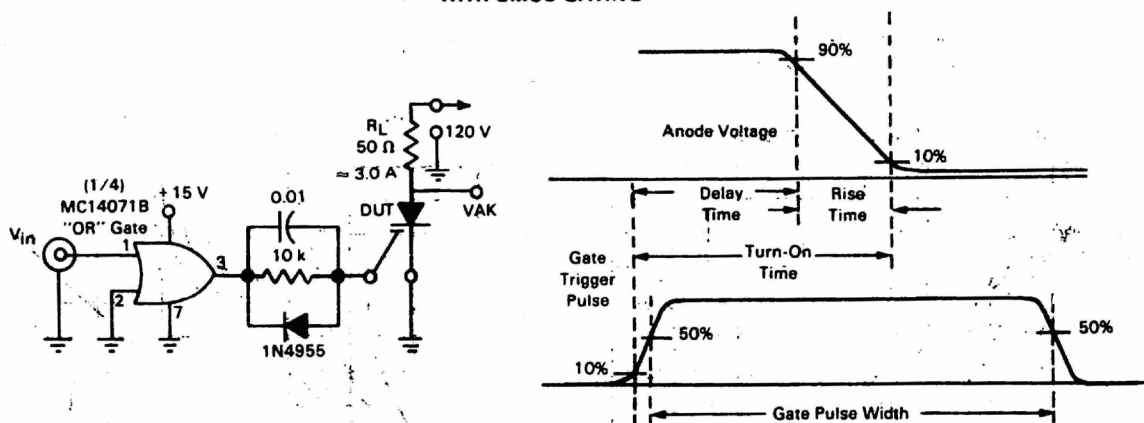 RL
50 Ω
≈ 3.0 A
120 V
(1/4)
MC14071B
"OR" Gate
+ 15 V
Vin
1
2
3
7
0.01
10 k
1N4955
DUT
VAK
90%
Anode Voltage
10%
Delay
Time
Rise
Time
Turn-On
Time
Gate
Trigger
Pulse
50%
50%
10%
Gate Pulse Width